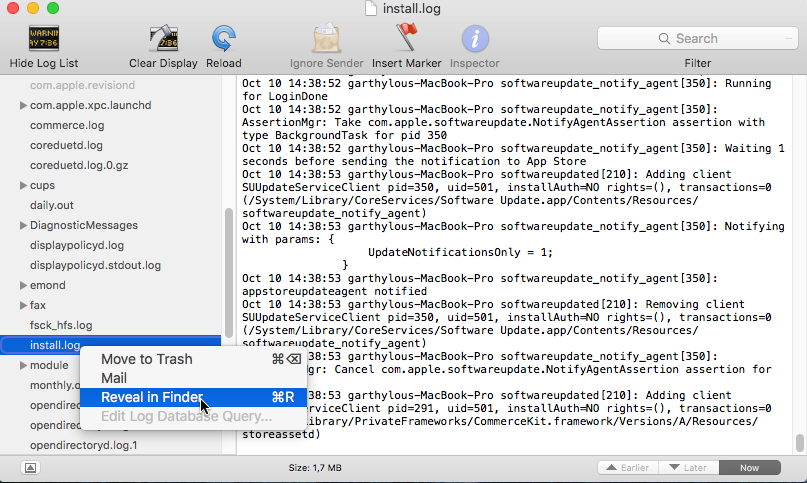 install.log
WARNIN
AY 7:86
7:86
Hide Log List
Clear Display
Reload
Ignore Sender
Insert Marker
Inspector
Search
Filter
com.apple.revisiond
com.apple.xpc.launchd
commerce.log
coreduetd.log
coreduetd.log.0.gz
cups
daily.out
DiagnosticMessages
displaypolicyd.log
displaypolicyd.stdout.log
emond
fax
fsck_hfs.log
install.log
module
monthly.o
opendirec
opendirectoryd.log.1
Move to Trash ⌘⌫
Mail
Reveal in Finder ⌘R
Edit Log Database Query...
Oct 10 14:38:52 garthylous-MacBook-Pro softwareupdate_notify_agent[350]: Running
for LoginDone
Oct 10 14:38:52 garthylous-MacBook-Pro softwareupdate_notify_agent[350]:
AssertionMgr: Take com.apple.softwareupdate.NotifyAgentAssertion assertion with
type BackgroundTask for pid 350
Oct 10 14:38:52 garthylous-MacBook-Pro softwareupdate_notify_agent[350]: Waiting 1
seconds before sending the notification to App Store
Oct 10 14:38:53 garthylous-MacBook-Pro softwareupdated[210]: Adding client
SUUpdateServiceClient pid=350, uid=501, installAuth=NO rights=(), transactions=0
(/System/Library/CoreServices/Software Update.app/Contents/Resources/
softwareupdate_notify_agent)
Oct 10 14:38:53 garthylous-MacBook-Pro softwareupdate_notify_agent[350]: Notifying
with params: {
UpdateNotificationsOnly = 1;
}
Oct 10 14:38:53 garthylous-MacBook-Pro softwareupdate_notify_agent[350]:
appstoreupdateagent notified
Oct 10 14:38:53 garthylous-MacBook-Pro softwareupdated[210]: Removing client
SUUpdateServiceClient pid=350, uid=501, installAuth=NO rights=(), transactions=0
(/System/Library/CoreServices/Software Update.app/Contents/Resources/
softwareupdate_notify_agent)
:38:53 garthylous-MacBook-Pro softwareupdate_notify_agent[350]:
Mgr: Cancel com.apple.softwareupdate.NotifyAgentAssertion assertion for
:38:53 garthylous-MacBook-Pro softwareupdated[210]: Adding client
ServiceClient pid=291, uid=501, installAuth=NO rights=(), transactions=0
Library/PrivateFrameworks/CommerceKit.framework/Versions/A/Resources/
storeassetd)
Size: 1,7 MB
Earlier
Later
Now